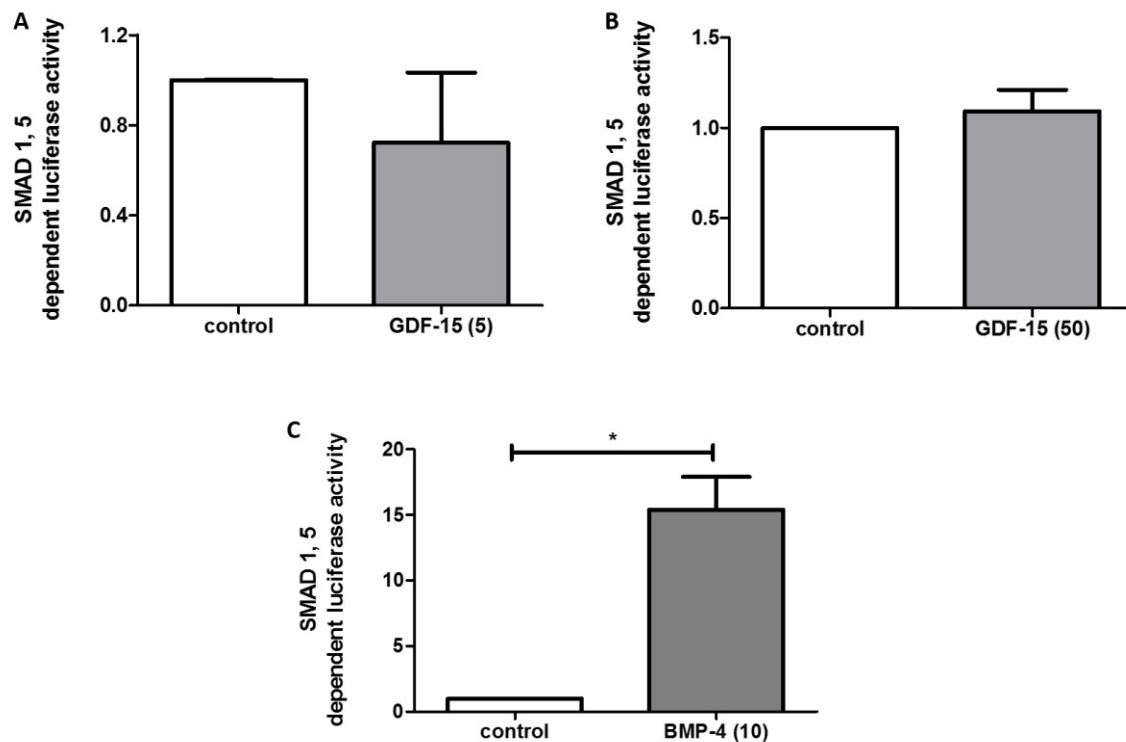 A
SMAD 1, 5
dependent luciferase activity
1.2
0.8
0.4
0.0
control
GDF-15 (5)
B
SMAD 1, 5
dependent luciferase activity
1.5
1.0
0.5
0.0
control
GDF-15 (50)
C
SMAD 1, 5
dependent luciferase activity
20
15
10
5
0
*
control
BMP-4 (10)